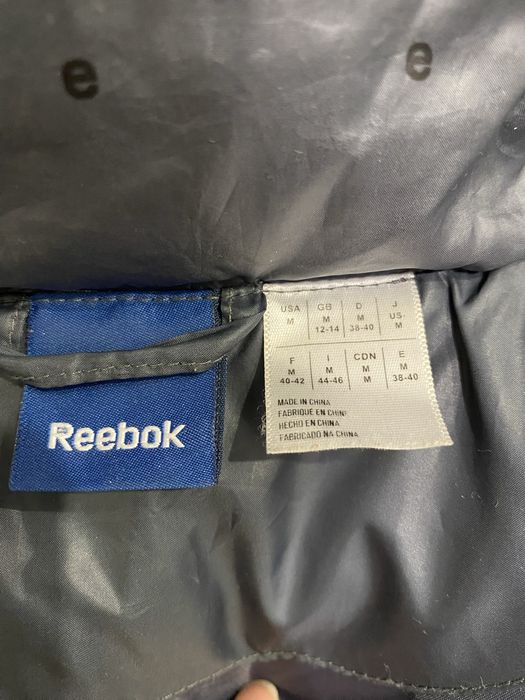 e e
Reebok
USA GB D J
M M M US-
12-14 38-40 M
F I CDN E
M M M M
40-42 44-46 M 38-40
MADE IN CHINA
FABRIQUÉ EN CHINE
HECHO EN CHINA
FABRICADO NA CHINA